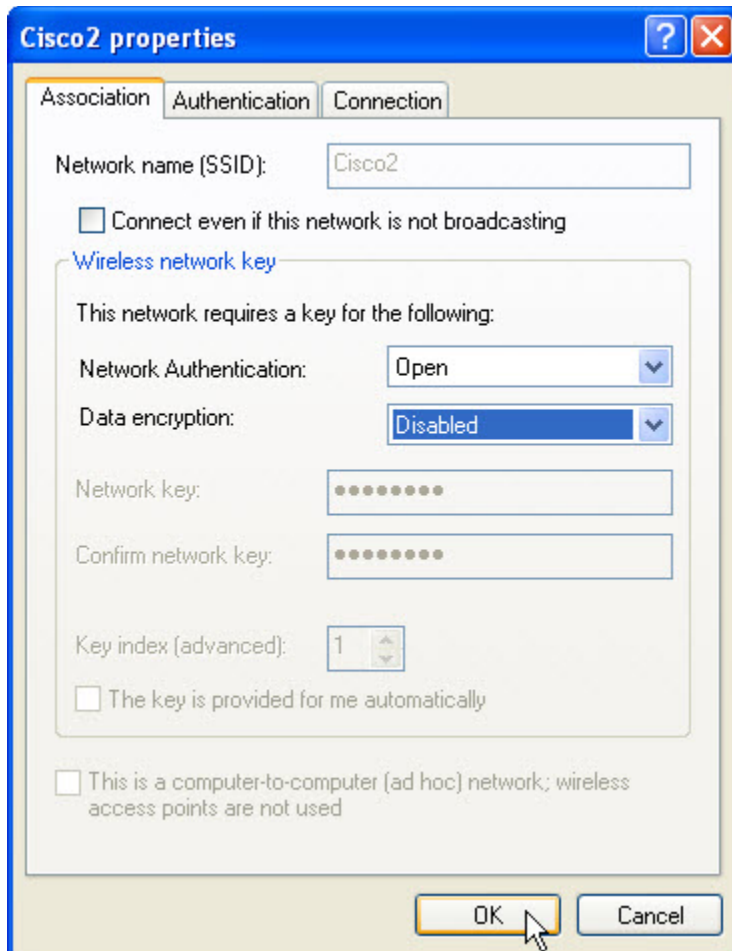 Cisco2 properties
Association Authentication Connection
Network name (SSID): Cisco2
Connect even if this network is not broadcasting
Wireless network key
This network requires a key for the following:
Network Authentication: Open
Data encryption: Disabled
Network key: ●●●●●●●●
Confirm network key: ●●●●●●●●
Key index (advanced): 1
The key is provided for me automatically
This is a computer-to-computer (ad hoc) network; wireless
access points are not used
OK Cancel